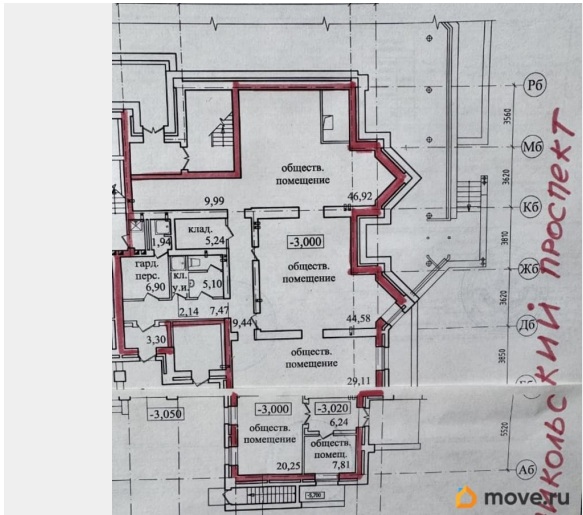 Рб
3560
Мб
обществ.
помещение
3620
9,99
46,92
Кб
клад.
1,94
5,24
-3,000
3810
гард.
перс.
кл.
у.и.
обществ.
помещение
Жб
6,90
5,10
3620
2,14
7,47
9,44
44,58
Дб
3,30
обществ.
помещение
3850
29,11
-3,050
-3,000
-3,020
6,24
обществ.
помещение
обществ.
помещ.
5520
20,25
7,81
Аб
ИКОЛЬСКИЙ ПРОСПЕКТ
move.ru